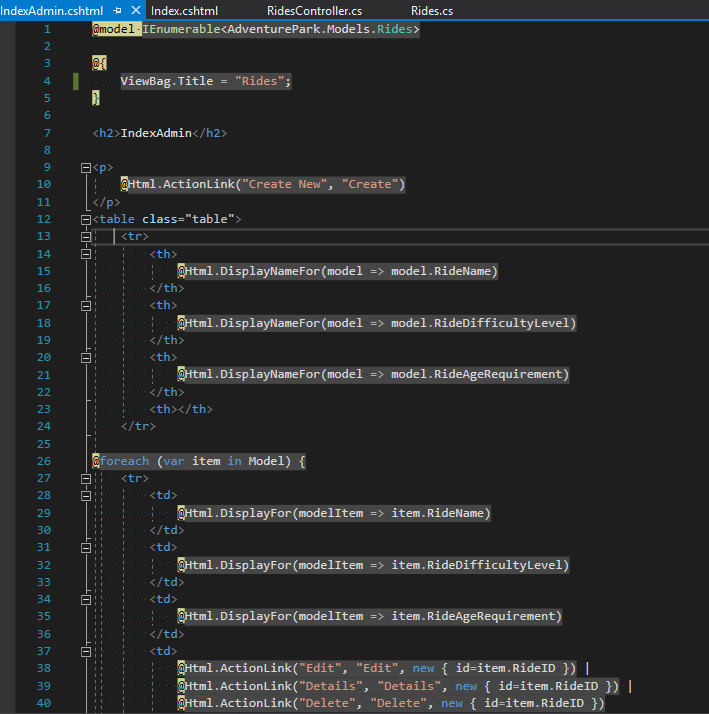 IndexAdmin.cshtml Index.cshtml RidesController.cs Rides.cs
1 @model IEnumerable<AdventurePark.Models.Rides>
2
3 @{
4 ViewBag.Title = "Rides";
5 }
6
7 <h2>IndexAdmin</h2>
8
9 <p>
10 @Html.ActionLink("Create New", "Create")
11 </p>
12 <table class="table">
13 <tr>
14 <th>
15 @Html.DisplayNameFor(model => model.RideName)
16 </th>
17 <th>
18 @Html.DisplayNameFor(model => model.RideDifficultyLevel)
19 </th>
20 <th>
21 @Html.DisplayNameFor(model => model.RideAgeRequirement)
22 </th>
23 <th></th>
24 </tr>
25
26 @foreach (var item in Model) {
27 <tr>
28 <td>
29 @Html.DisplayFor(modelItem => item.RideName)
30 </td>
31 <td>
32 @Html.DisplayFor(modelItem => item.RideDifficultyLevel)
33 </td>
34 <td>
35 @Html.DisplayFor(modelItem => item.RideAgeRequirement)
36 </td>
37 <td>
38 @Html.ActionLink("Edit", "Edit", new { id=item.RideID }) |
39 @Html.ActionLink("Details", "Details", new { id=item.RideID }) |
40 @Html.ActionLink("Delete", "Delete", new { id=item.RideID })